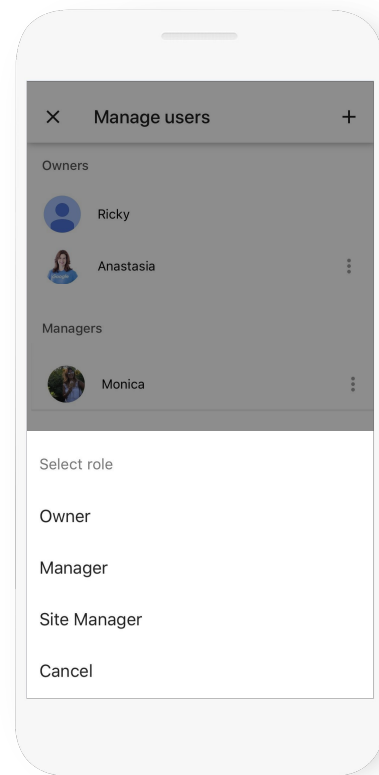 Manage users
Owners
Ricky
Anastasia
Managers
Monica
Select role
Owner
Manager
Site Manager
Cancel